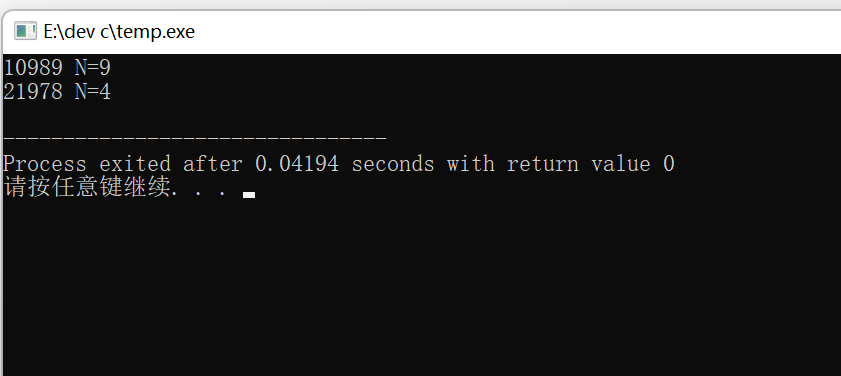 E:\dev c\temp.exe
10989 N=9
21978 N=4
--------------------------------
Process exited after 0.04194 seconds with return value 0
请按任意键继续. . .